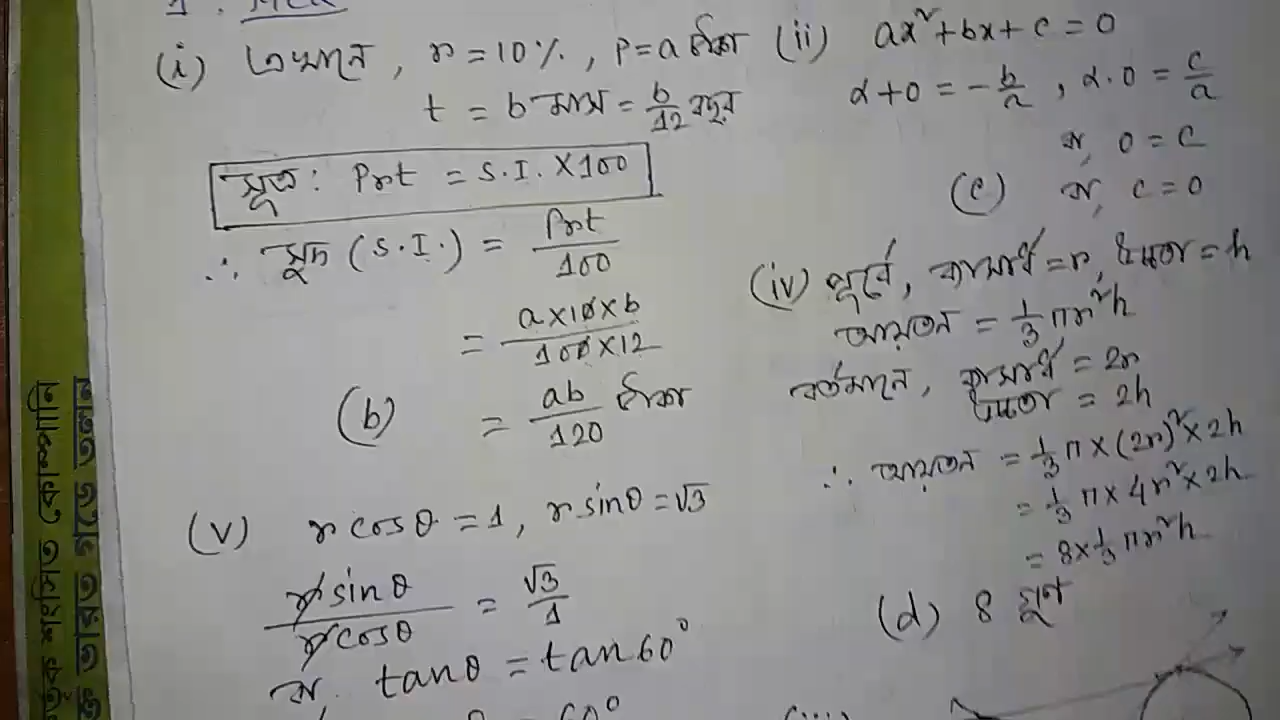 1. MCQ
(i) এখানে, r = 10%, P = a টাকা
t = b মাস = b/12 বছর
সূত্র: Prt = S.I. × 100
∴ সুদ (S.I.) = Prt/100
= a×10×b/100×12
(b) = ab/120 টাকা
(v) r cosθ = 1, r sinθ = √3
r sinθ/r cosθ = √3/1
বা, tanθ = tan60°
(ii) ax²+bx+c = 0
α+0 = -b/a, α.0 = c/a
বা, 0 = c
(c) বা, c = 0
(iv) পূর্বে, ব্যাসার্ধ = r, উচ্চতা = h
আয়তন = 1/3 πr²h
বর্তমানে, ব্যাসার্ধ = 2r
উচ্চতা = 2h
∴ আয়তন = 1/3 π×(2r)²×2h
= 1/3 π×4r²×2h
= 8×1/3 πr²h
(d) 8 গুন